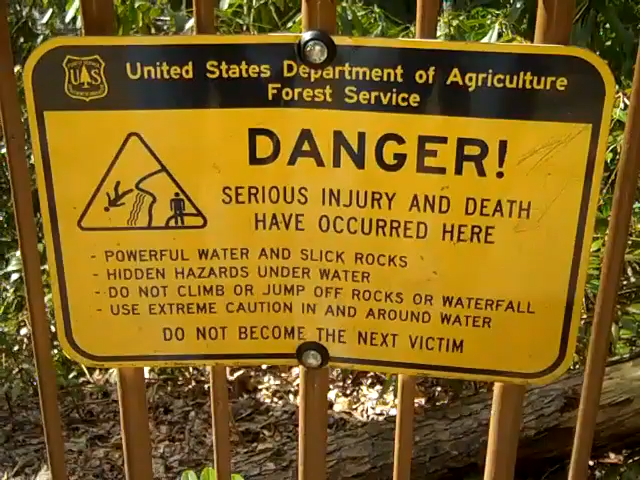 UAS
United States Department of Agriculture
Forest Service
DANGER!
SERIOUS INJURY AND DEATH
HAVE OCCURRED HERE
- POWERFUL WATER AND SLICK ROCKS
- HIDDEN HAZARDS UNDER WATER
- DO NOT CLIMB OR JUMP OFF ROCKS OR WATERFALL
- USE EXTREME CAUTION IN AND AROUND WATER
DO NOT BECOME THE NEXT VICTIM